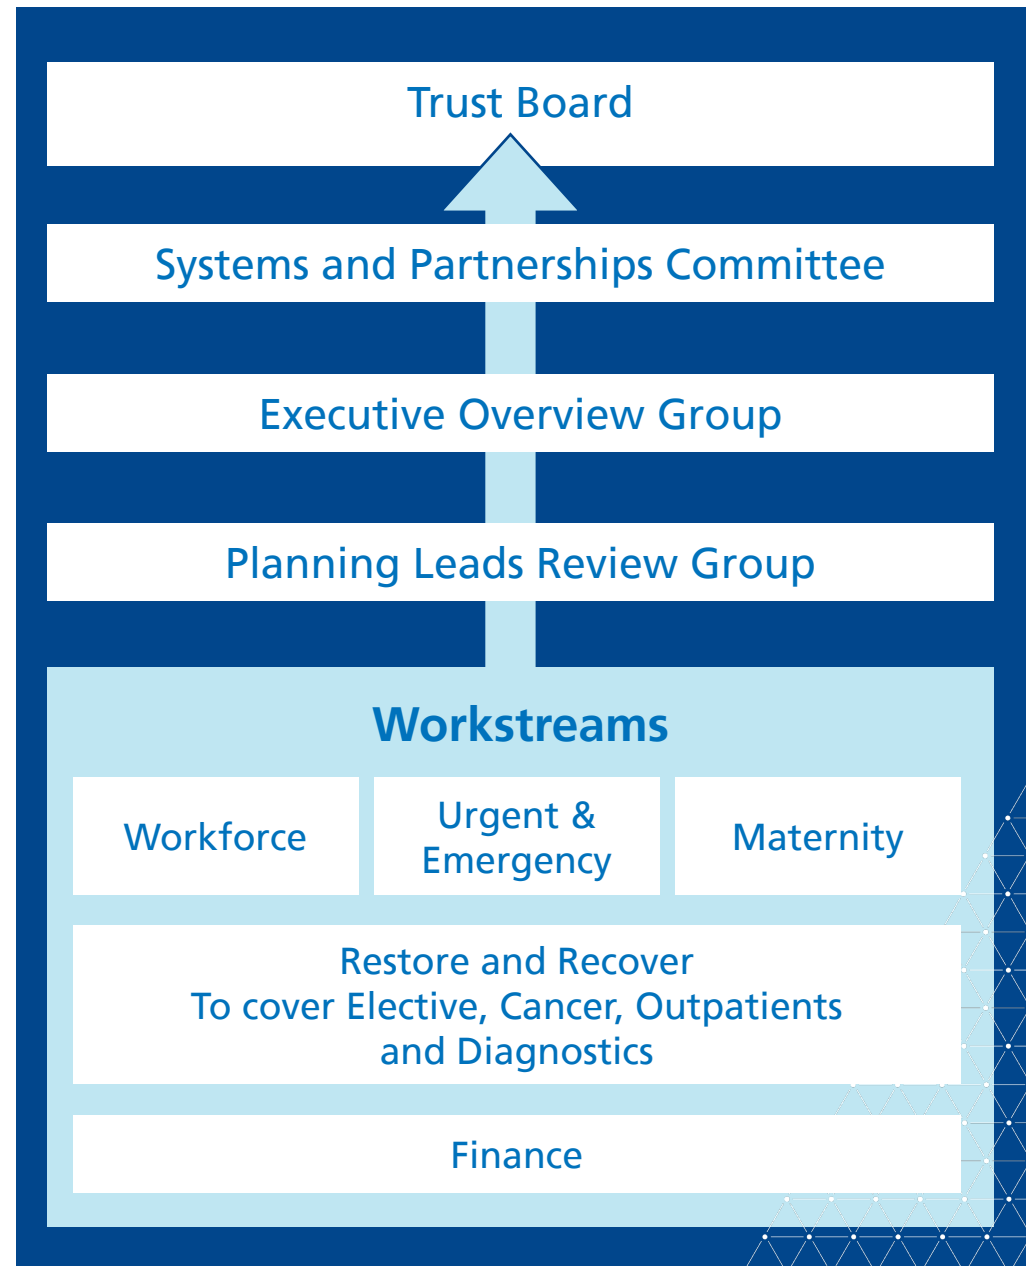 Trust Board
Systems and Partnerships Committee
Executive Overview Group
Planning Leads Review Group
Workstreams
Workforce
Urgent &
Emergency
Maternity
Restore and Recover
To cover Elective, Cancer, Outpatients
and Diagnostics
Finance